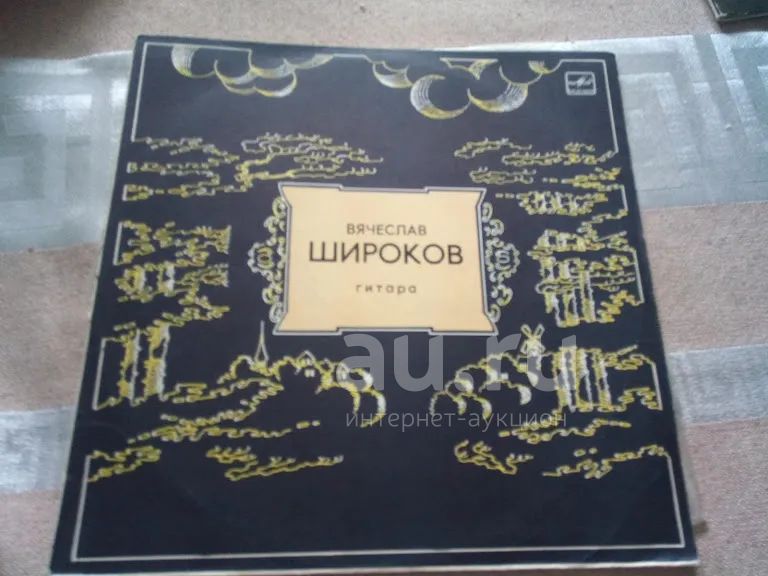 ВЯЧЕСЛАВ
ШИРОКОВ
гитара
au.ru
интернет-аукцион